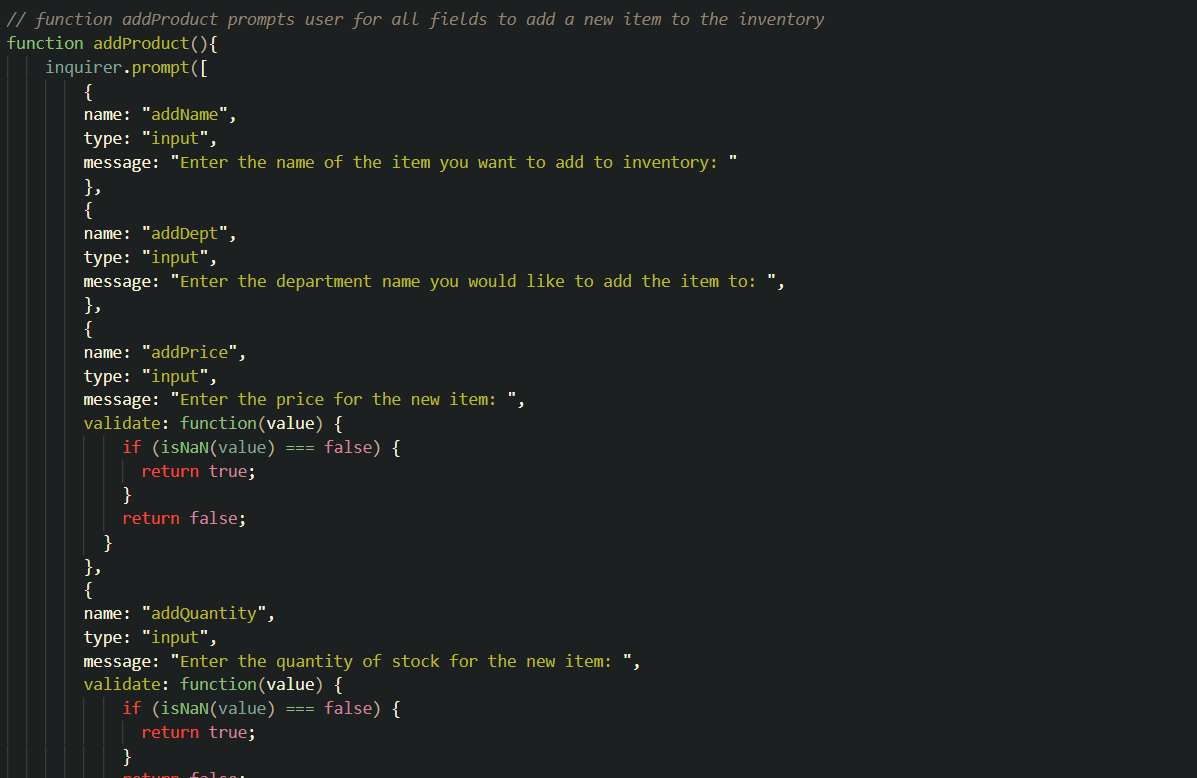 // function addProduct prompts user for all fields to add a new item to the inventory
function addProduct(){
inquirer.prompt([
{
name: "addName",
type: "input",
message: "Enter the name of the item you want to add to inventory: "
},
{
name: "addDept",
type: "input",
message: "Enter the department name you would like to add the item to: ",
},
{
name: "addPrice",
type: "input",
message: "Enter the price for the new item: ",
validate: function(value) {
if (isNaN(value) === false) {
return true;
}
return false;
}
},
{
name: "addQuantity",
type: "input",
message: "Enter the quantity of stock for the new item: ",
validate: function(value) {
if (isNaN(value) === false) {
return true;
}
return false;